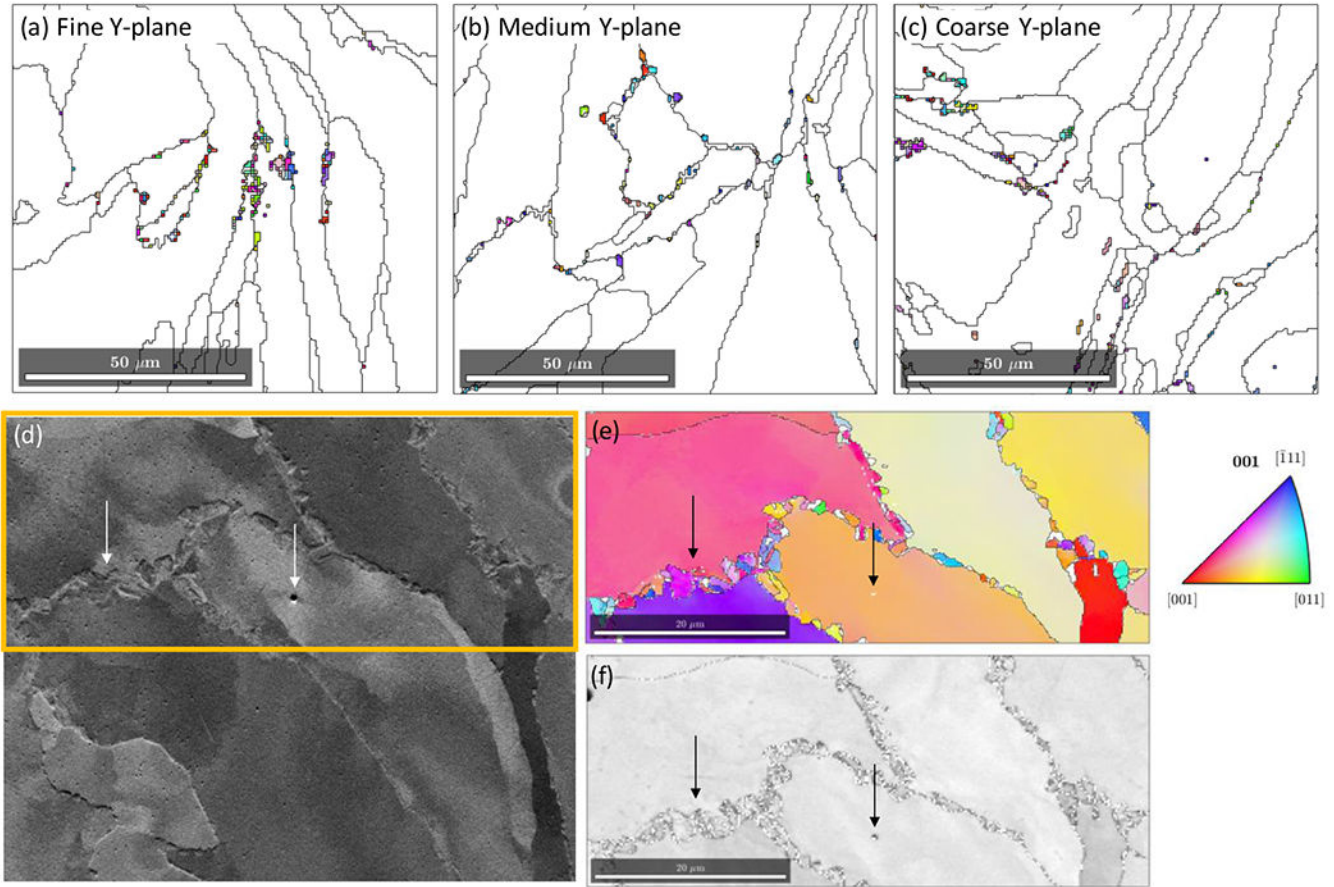 (a) Fine Y-plane
(b) Medium Y-plane
(c) Coarse Y-plane
50 μm
50 μm
50 μm
(d)
(e)
001
[1̅11]
[001]
[011]
20 μm
(f)
20 μm